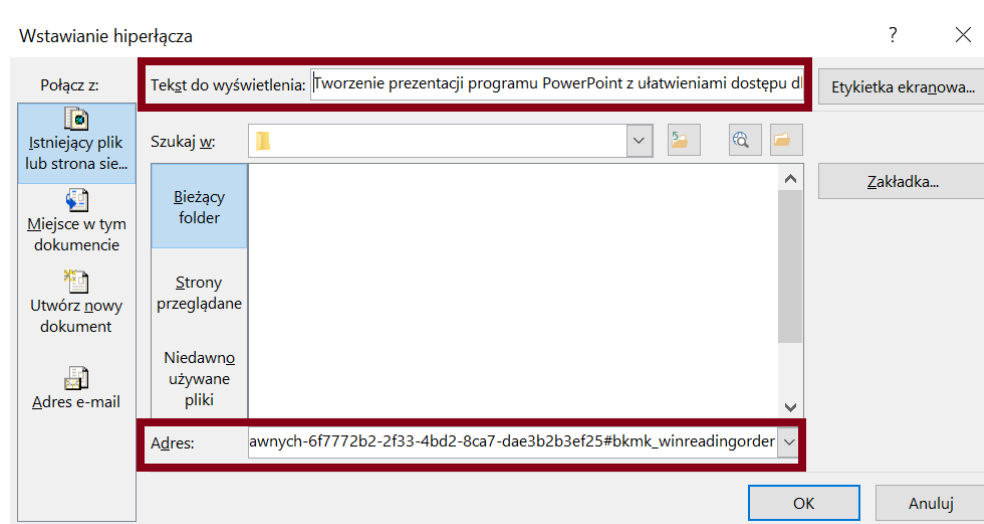 Wstawianie hiperłącza
?
Połącz z:
Tekst do wyświetlenia: Tworzenie prezentacji programu PowerPoint z ułatwieniami dostępu dl
Etykietka ekranowa...
Istniejący plik
lub strona sie...
Szukaj w:
Bieżący
folder
Zakładka...
Miejsce w tym
dokumencie
Strony
przeglądane
Utwórz nowy
dokument
Niedawno
używane
pliki
Adres e-mail
Adres: awnych-6f7772b2-2f33-4bd2-8ca7-dae3b2b3ef25#bkmk_winreadingorder
OK
Anuluj